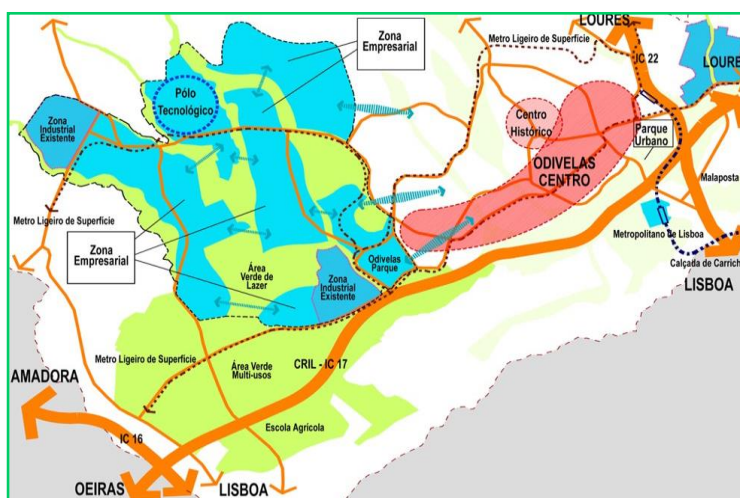 LOURES
Zona
Empresarial
Metro Ligeiro de Superfície
IC 22
LOURE
Pólo
Tecnológico
Zona
Industrial
Existente
Centro
Histórico
Parque
Urbano
ODIVELAS
CENTRO
Malaposta
Metro Ligeiro de Superfície
Metropolitano de Lisboa
Zona
Empresarial
Odivelas
Parque
Calçada de Carrich
Área
Verde de
Lazer
Zona
Industrial
Existente
LISBOA
Metro Ligeiro de Superfície
Área Verde
Multi-usos
CRIL - IC 17
AMADORA
Escola Agrícola
IC 16
OEIRAS
LISBOA